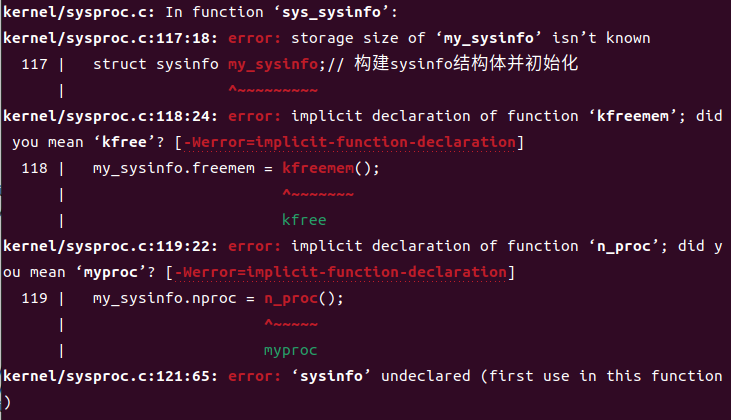 kernel/sysproc.c: In function ‘sys_sysinfo’:
kernel/sysproc.c:117:18: error: storage size of ‘my_sysinfo’ isn’t known
  117 |   struct sysinfo my_sysinfo;// 构建sysinfo结构体并初始化
      |                  ^~~~~~~~~~
kernel/sysproc.c:118:24: error: implicit declaration of function ‘kfreemem’; did
 you mean ‘kfree’? [-Werror=implicit-function-declaration]
  118 |   my_sysinfo.freemem = kfreemem();
      |                        ^~~~~~~~
      |                        kfree
kernel/sysproc.c:119:22: error: implicit declaration of function ‘n_proc’; did y
ou mean ‘myproc’? [-Werror=implicit-function-declaration]
  119 |   my_sysinfo.nproc = n_proc();
      |                      ^~~~~~
      |                      myproc
kernel/sysproc.c:121:65: error: ‘sysinfo’ undeclared (first use in this function
)